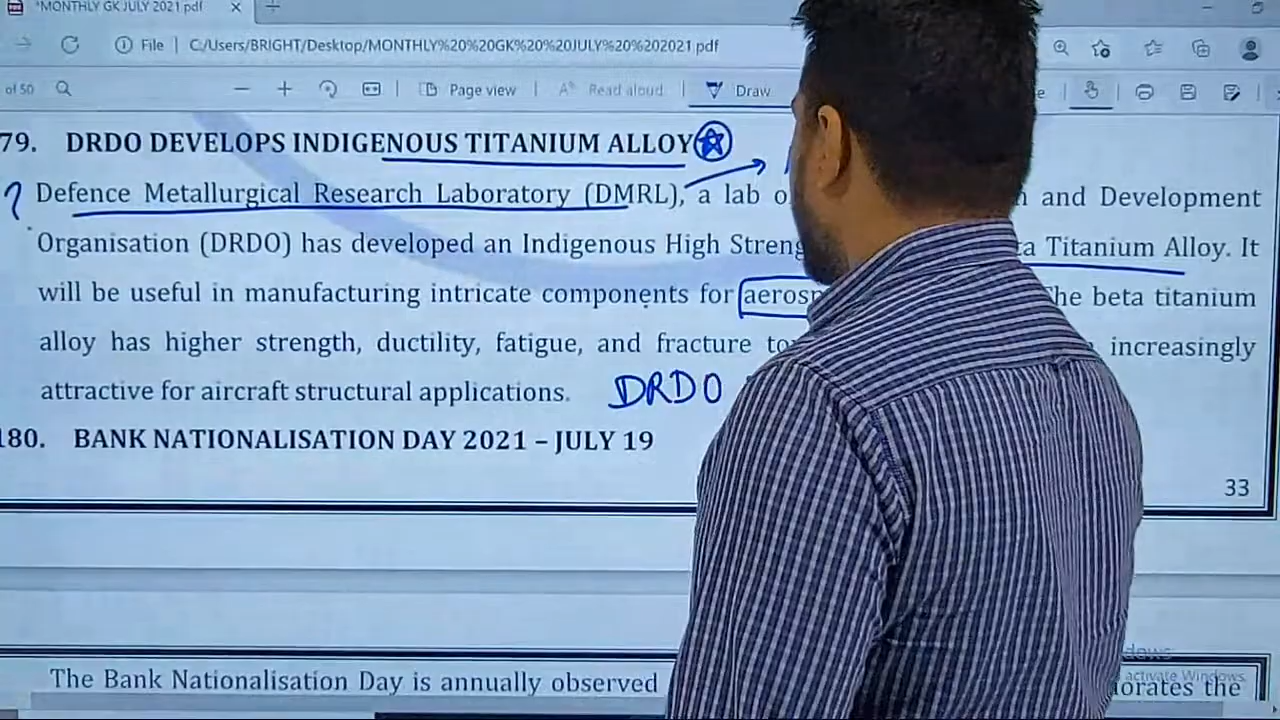 *MONTHLY GK JULY 2021.pdf
File | C:/Users/BRIGHT/Desktop/MONTHLY%20%20GK%20%20JULY%20%202021.pdf
of 50 Page view Read aloud Draw
79. DRDO DEVELOPS INDIGENOUS TITANIUM ALLOY
? Defence Metallurgical Research Laboratory (DMRL), a lab and Development
Organisation (DRDO) has developed an Indigenous High Titanium Alloy. It
will be useful in manufacturing intricate components for beta titanium
alloy has higher strength, ductility, fatigue, and fracture increasingly
attractive for aircraft structural applications. DRDO
180. BANK NATIONALISATION DAY 2021 – JULY 19
33
The Bank Nationalisation Day is annually observed the